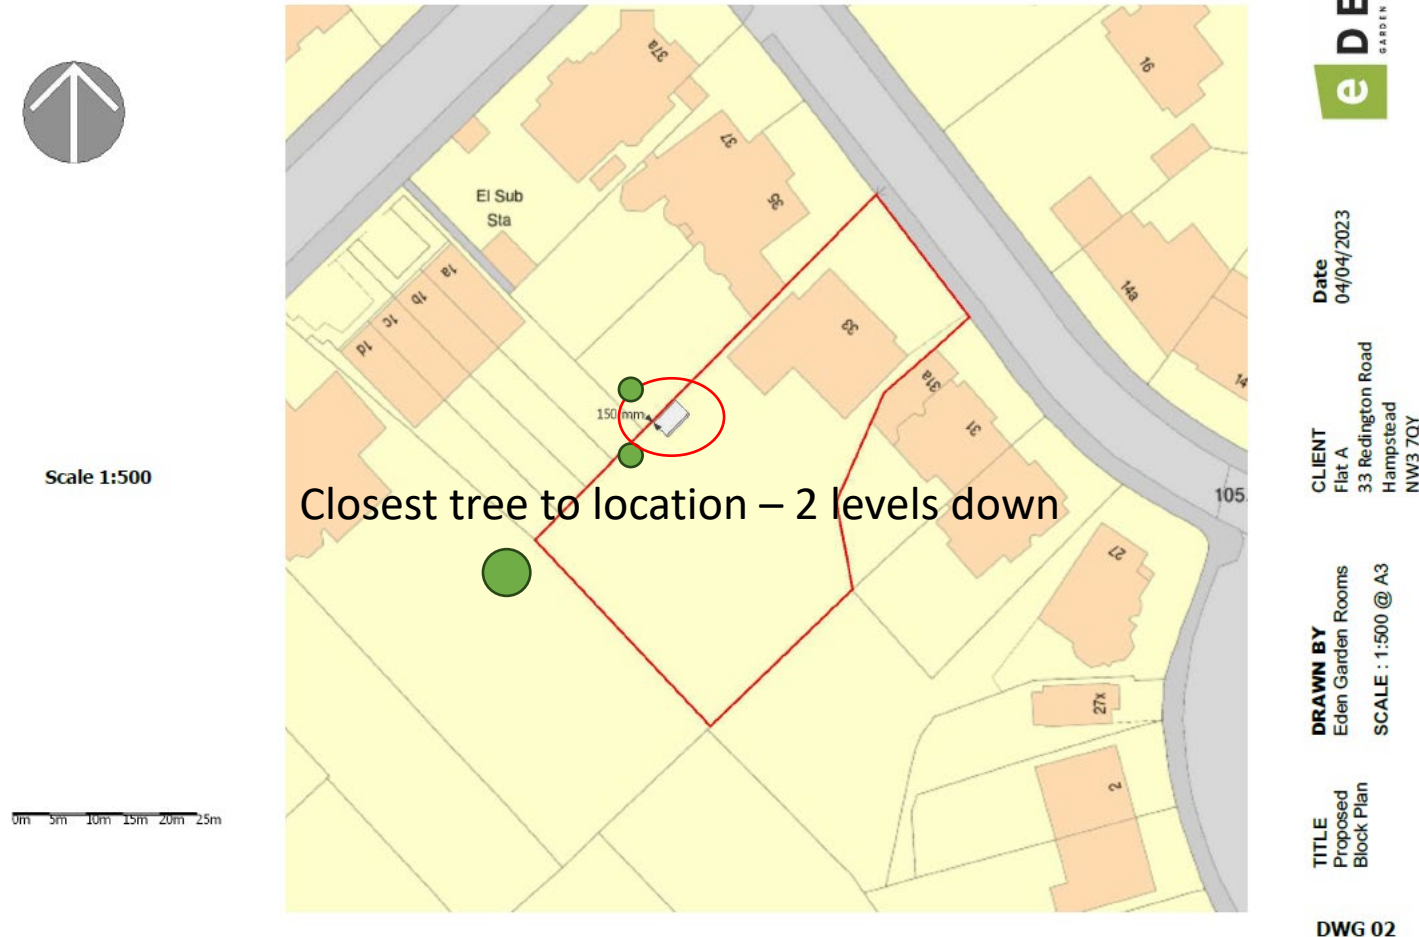 37a
16
37
35
El Sub
Sta
1a
1b
1c
1d
14a
33
31a
14
150 mm
31
Scale 1:500
Closest tree to location – 2 levels down
105.
27
27x
2
0m 5m 10m 15m 20m 25m
e DE
GARDEN
Date
04/04/2023
CLIENT
Flat A
33 Redington Road
Hampstead
NW3 7QY
DRAWN BY
Eden Garden Rooms
SCALE : 1:500 @ A3
TITLE
Proposed
Block Plan
DWG 02